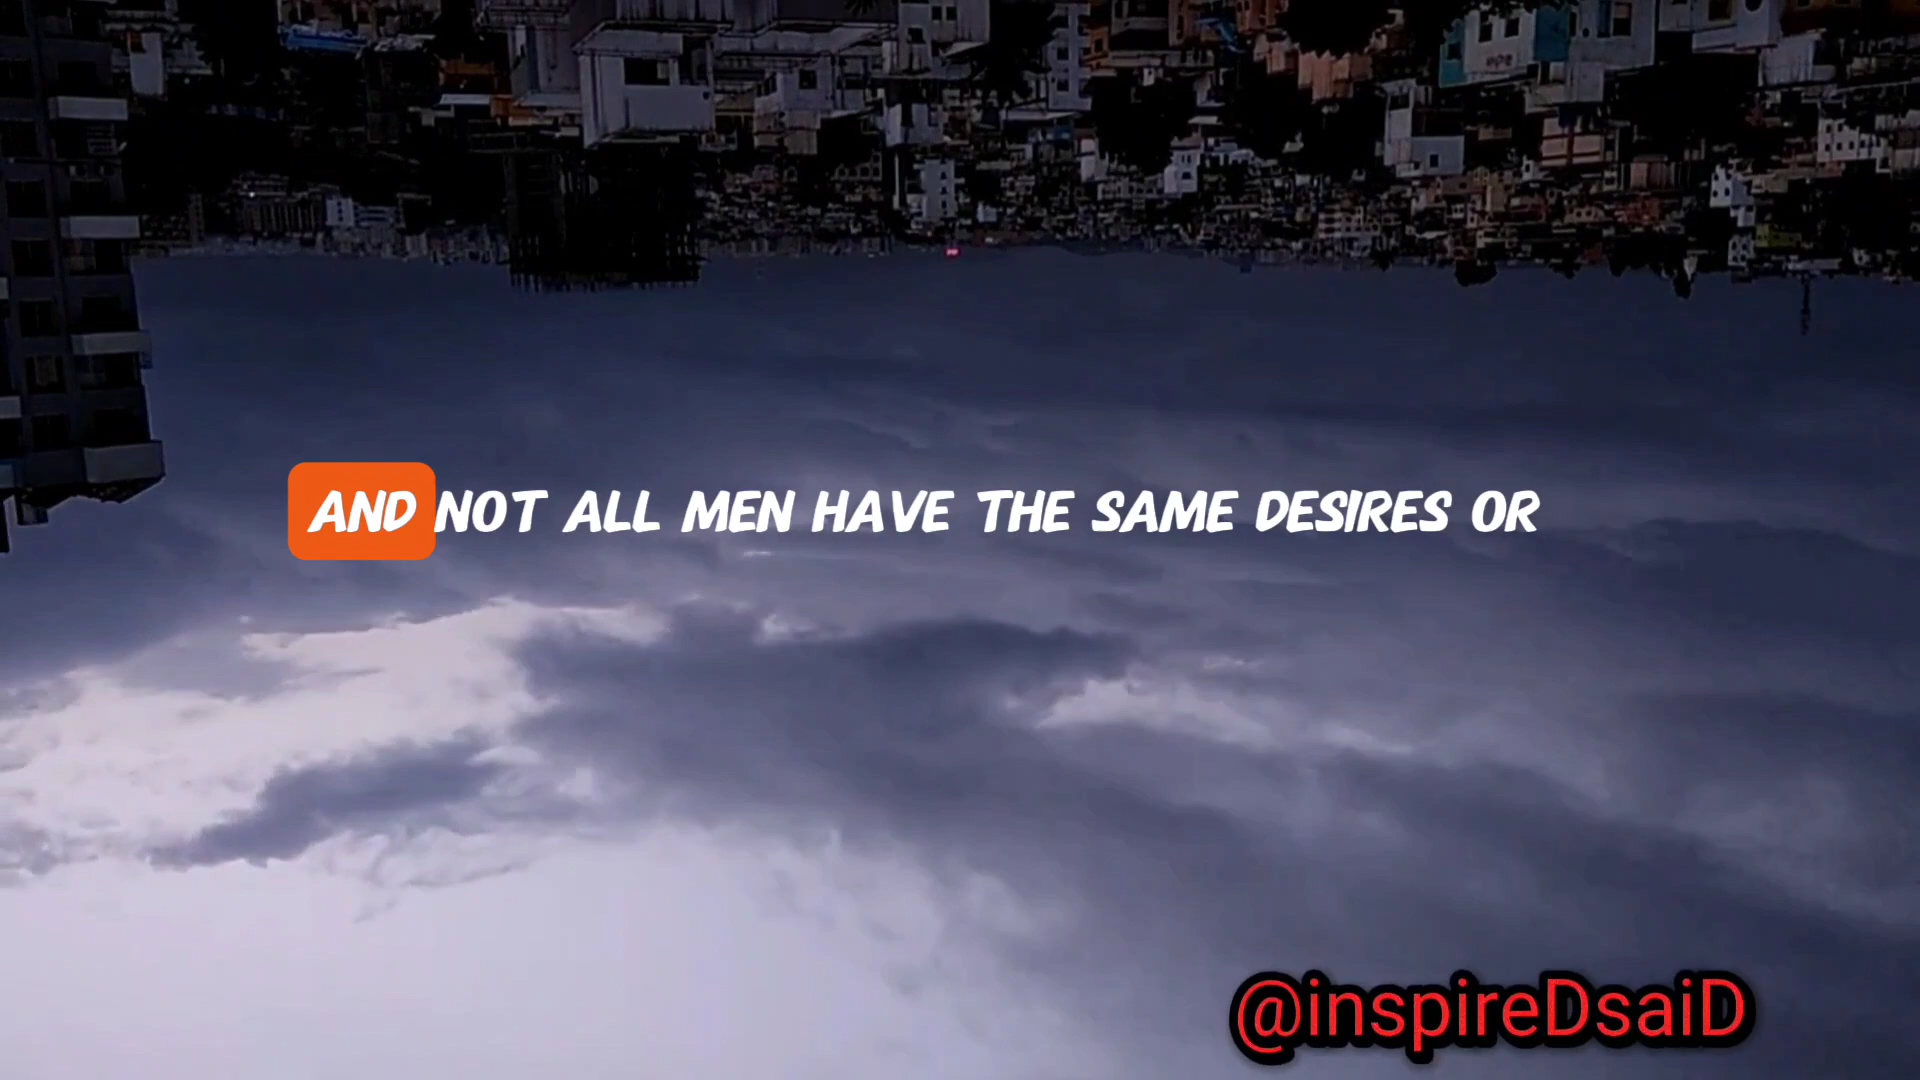 AND NOT ALL MEN HAVE THE SAME DESIRES OR
@inspireDsaiD